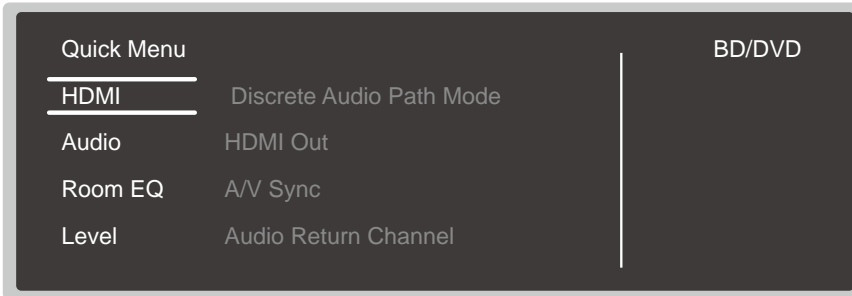 Quick Menu BD/DVD
HDMI Discrete Audio Path Mode
Audio HDMI Out
Room EQ A/V Sync
Level Audio Return Channel